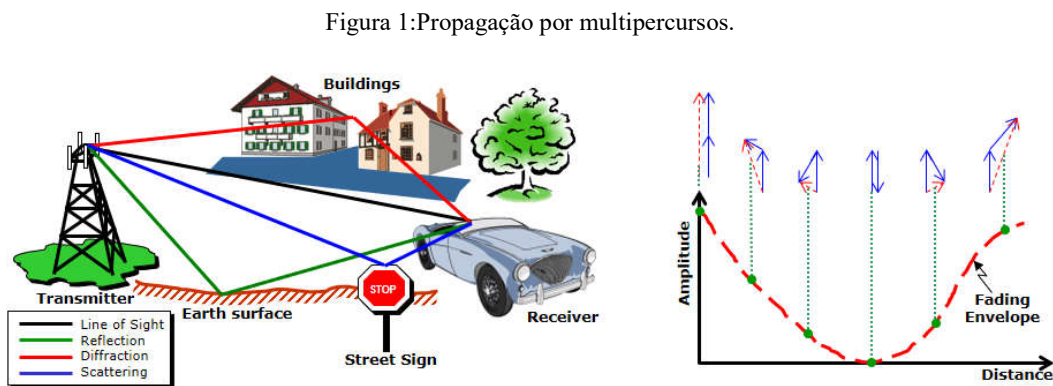 Figura 1:Propagação por multipercursos.
Buildings
Transmitter
Earth surface
STOP
Receiver
Street Sign
Line of Sight
Reflection
Diffraction
Scattering
Amplitude
Fading
Envelope
Distance